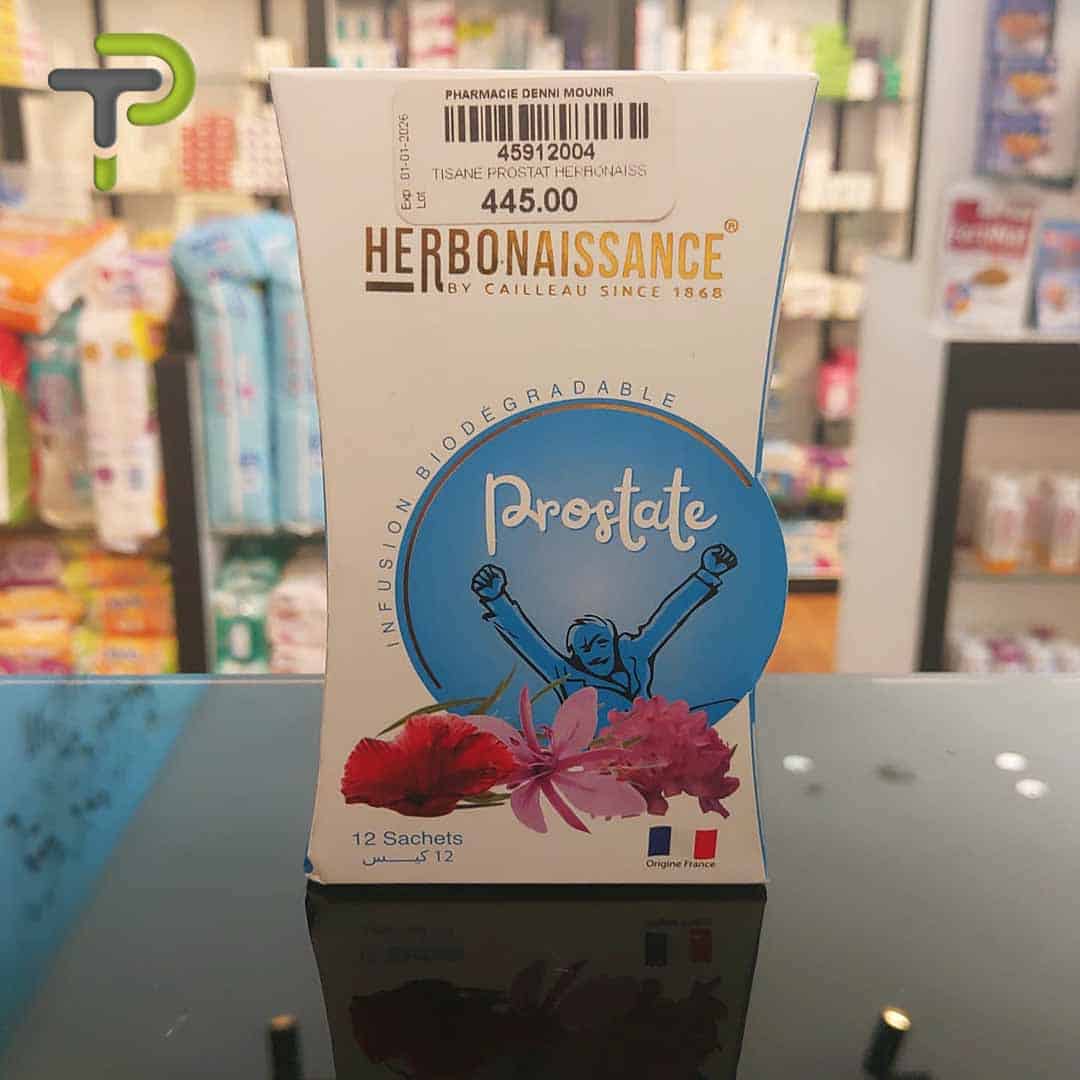 PHARMACIE DENNI MOUNIR
45912004
TISANE PROSTAT HERBONAISS
445.00
Exp 01-01-2026
Lot
HERBONAISSANCE®
BY CAILLEAU SINCE 1868
INFUSION BIODÉGRADABLE
Prostate
12 Sachets
12 كيــــس
Origine France